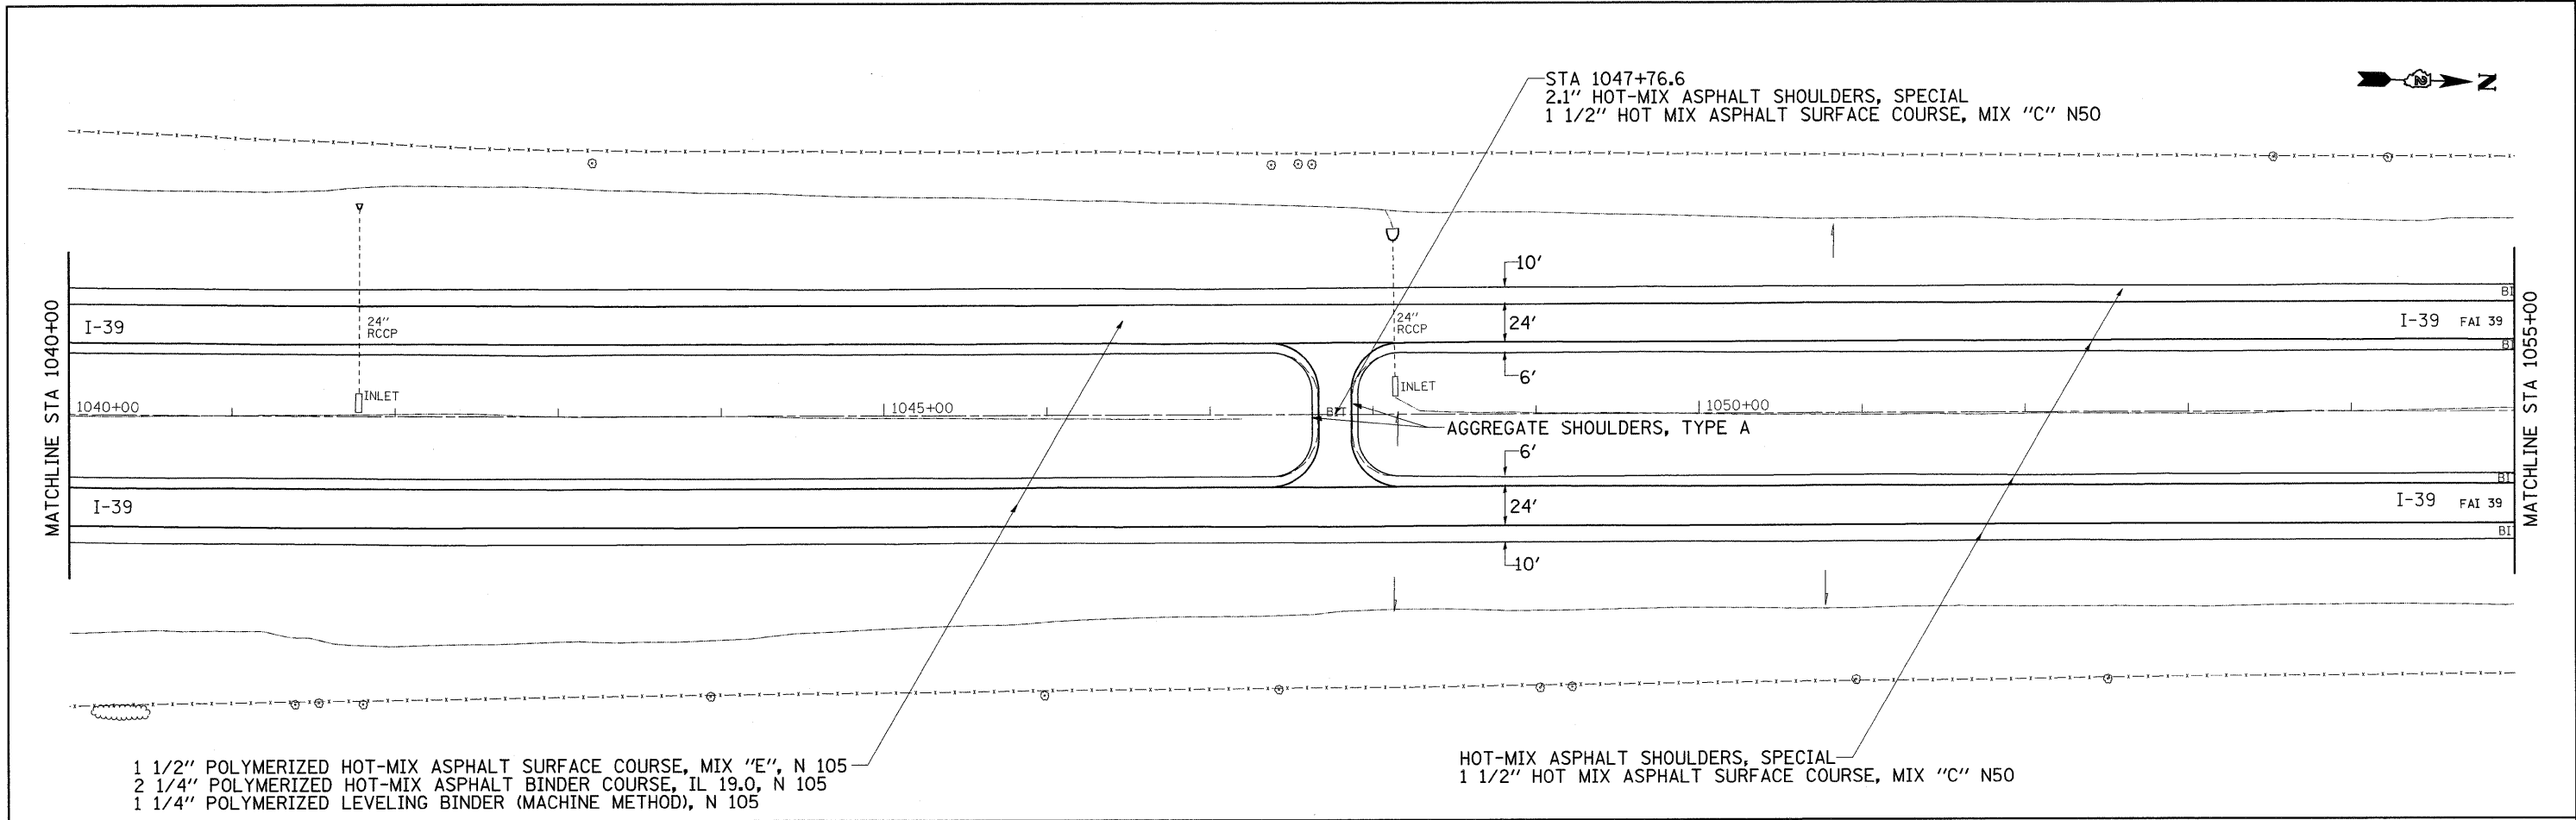 STA 1047+76.6
2.1" HOT-MIX ASPHALT SHOULDERS, SPECIAL
1 1/2" HOT MIX ASPHALT SURFACE COURSE, MIX "C" N50
N
MATCHLINE STA 1040+00
I-39
24"
RCCP
INLET
1040+00
1045+00
I-39
10'
24'
6'
24"
RCCP
INLET
BIT
1050+00
AGGREGATE SHOULDERS, TYPE A
6'
24'
10'
BI
I-39 FAI 39
BI
BI
I-39 FAI 39
BI
MATCHLINE STA 1055+00
1 1/2" POLYMERIZED HOT-MIX ASPHALT SURFACE COURSE, MIX "E", N 105
2 1/4" POLYMERIZED HOT-MIX ASPHALT BINDER COURSE, IL 19.0, N 105
1 1/4" POLYMERIZED LEVELING BINDER (MACHINE METHOD), N 105
HOT-MIX ASPHALT SHOULDERS, SPECIAL
1 1/2" HOT MIX ASPHALT SURFACE COURSE, MIX "C" N50